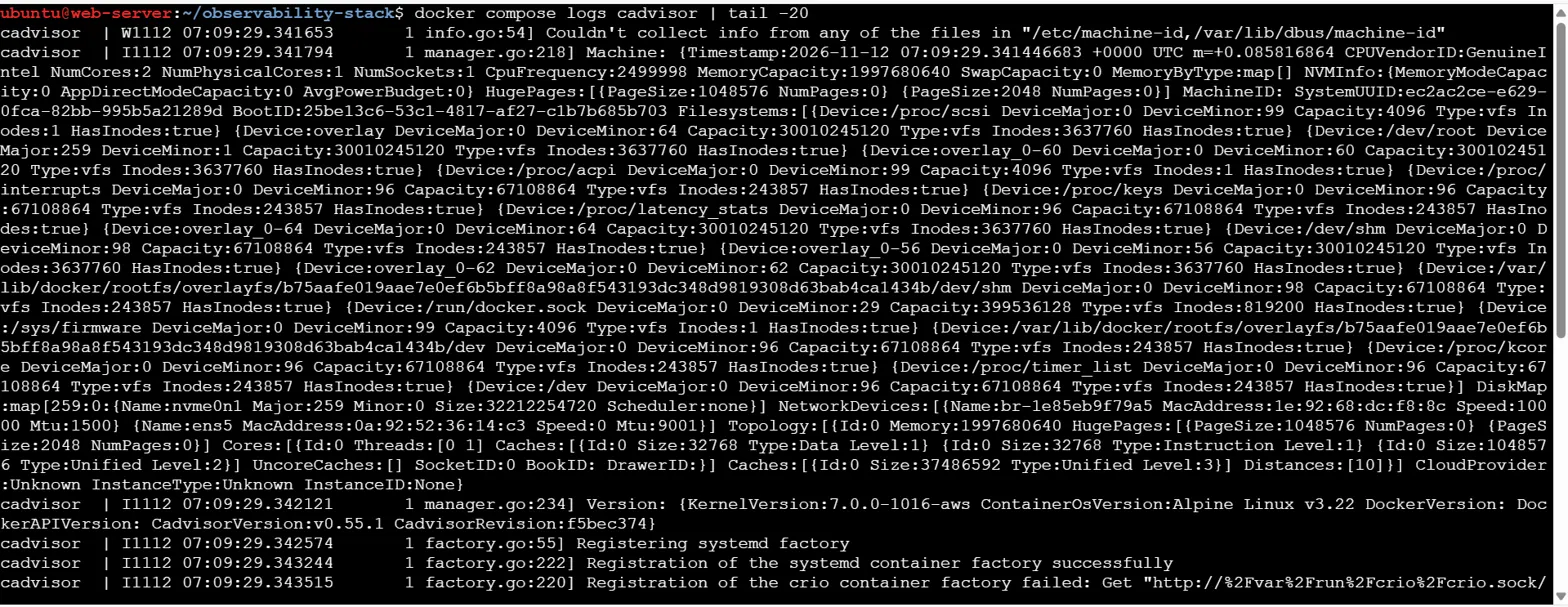 ubuntu@web-server:~/observability-stack$ docker compose logs cadvisor | tail -20
cadvisor  | W1112 07:09:29.341653       1 info.go:54] Couldn't collect info from any of the files in "/etc/machine-id,/var/lib/dbus/machine-id"
cadvisor  | I1112 07:09:29.341794       1 manager.go:218] Machine: {Timestamp:2026-11-12 07:09:29.341446683 +0000 UTC m=+0.085816864 CPUVendorID:GenuineI
ntel NumCores:2 NumPhysicalCores:1 NumSockets:1 CpuFrequency:2499998 MemoryCapacity:1997680640 SwapCapacity:0 MemoryByType:map[] NVMInfo:{MemoryModeCapac
ity:0 AppDirectModeCapacity:0 AvgPowerBudget:0} HugePages:[{PageSize:1048576 NumPages:0} {PageSize:2048 NumPages:0}] MachineID: SystemUUID:ec2ac2ce-e629-
0fca-82bb-995b5a21289d BootID:25be13c6-53c1-4817-af27-c1b7b685b703 Filesystems:[{Device:/proc/scsi DeviceMajor:0 DeviceMinor:99 Capacity:4096 Type:vfs In
odes:1 HasInodes:true} {Device:overlay DeviceMajor:0 DeviceMinor:64 Capacity:30010245120 Type:vfs Inodes:3637760 HasInodes:true} {Device:/dev/root Device
Major:259 DeviceMinor:1 Capacity:30010245120 Type:vfs Inodes:3637760 HasInodes:true} {Device:overlay_0-60 DeviceMajor:0 DeviceMinor:60 Capacity:300102451
20 Type:vfs Inodes:3637760 HasInodes:true} {Device:/proc/acpi DeviceMajor:0 DeviceMinor:99 Capacity:4096 Type:vfs Inodes:1 HasInodes:true} {Device:/proc/
interrupts DeviceMajor:0 DeviceMinor:96 Capacity:67108864 Type:vfs Inodes:243857 HasInodes:true} {Device:/proc/keys DeviceMajor:0 DeviceMinor:96 Capacity
:67108864 Type:vfs Inodes:243857 HasInodes:true} {Device:/proc/latency_stats DeviceMajor:0 DeviceMinor:96 Capacity:67108864 Type:vfs Inodes:243857 HasIno
des:true} {Device:overlay_0-64 DeviceMajor:0 DeviceMinor:64 Capacity:30010245120 Type:vfs Inodes:3637760 HasInodes:true} {Device:/dev/shm DeviceMajor:0 D
eviceMinor:98 Capacity:67108864 Type:vfs Inodes:243857 HasInodes:true} {Device:overlay_0-56 DeviceMajor:0 DeviceMinor:56 Capacity:30010245120 Type:vfs In
odes:3637760 HasInodes:true} {Device:overlay_0-62 DeviceMajor:0 DeviceMinor:62 Capacity:30010245120 Type:vfs Inodes:3637760 HasInodes:true} {Device:/var/
lib/docker/rootfs/overlayfs/b75aafe019aae7e0ef6b5bff8a98a8f543193dc348d9819308d63bab4ca1434b/dev/shm DeviceMajor:0 DeviceMinor:98 Capacity:67108864 Type:
vfs Inodes:243857 HasInodes:true} {Device:/run/docker.sock DeviceMajor:0 DeviceMinor:29 Capacity:399536128 Type:vfs Inodes:819200 HasInodes:true} {Device
:/sys/firmware DeviceMajor:0 DeviceMinor:99 Capacity:4096 Type:vfs Inodes:1 HasInodes:true} {Device:/var/lib/docker/rootfs/overlayfs/b75aafe019aae7e0ef6b
5bff8a98a8f543193dc348d9819308d63bab4ca1434b/dev DeviceMajor:0 DeviceMinor:96 Capacity:67108864 Type:vfs Inodes:243857 HasInodes:true} {Device:/proc/kcor
e DeviceMajor:0 DeviceMinor:96 Capacity:67108864 Type:vfs Inodes:243857 HasInodes:true} {Device:/proc/timer_list DeviceMajor:0 DeviceMinor:96 Capacity:67
108864 Type:vfs Inodes:243857 HasInodes:true} {Device:/dev DeviceMajor:0 DeviceMinor:96 Capacity:67108864 Type:vfs Inodes:243857 HasInodes:true}] DiskMap
:map[259:0:{Name:nvme0n1 Major:259 Minor:0 Size:32212254720 Scheduler:none}] NetworkDevices:[{Name:br-1e85eb9f79a5 MacAddress:1e:92:68:dc:f8:8c Speed:100
00 Mtu:1500} {Name:ens5 MacAddress:0a:92:52:36:14:c3 Speed:0 Mtu:9001}] Topology:[{Id:0 Memory:1997680640 HugePages:[{PageSize:1048576 NumPages:0} {PageS
ize:2048 NumPages:0}] Cores:[{Id:0 Threads:[0 1] Caches:[{Id:0 Size:32768 Type:Data Level:1} {Id:0 Size:32768 Type:Instruction Level:1} {Id:0 Size:104857
6 Type:Unified Level:2}] UncoreCaches:[] SocketID:0 BookID: DrawerID:}] Caches:[{Id:0 Size:37486592 Type:Unified Level:3}] Distances:[10]}] CloudProvider
:Unknown InstanceType:Unknown InstanceID:None}
cadvisor  | I1112 07:09:29.342121       1 manager.go:234] Version: {KernelVersion:7.0.0-1016-aws ContainerOsVersion:Alpine Linux v3.22 DockerVersion: Doc
kerAPIVersion: CadvisorVersion:v0.55.1 CadvisorRevision:f5bec374}
cadvisor  | I1112 07:09:29.342574       1 factory.go:55] Registering systemd factory
cadvisor  | I1112 07:09:29.343244       1 factory.go:222] Registration of the systemd container factory successfully
cadvisor  | I1112 07:09:29.343515       1 factory.go:220] Registration of the crio container factory failed: Get "http://%2Fvar%2Frun%2Fcrio%2Fcrio.sock/